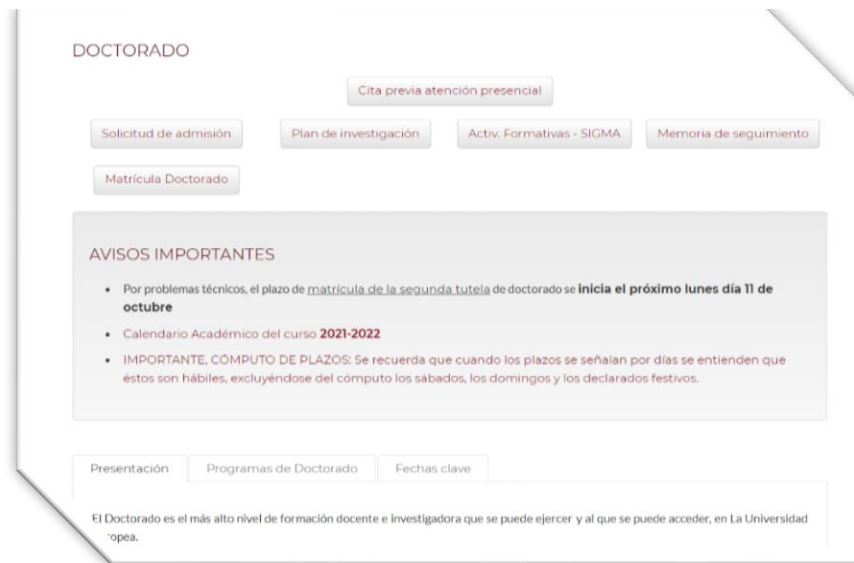 DOCTORADO
Cita previa atención presencial
Solicitud de admisión
Plan de investigación
Activ. Formativas - SIGMA
Memoria de seguimiento
Matrícula Doctorado
AVISOS IMPORTANTES
• Por problemas técnicos, el plazo de matrícula de la segunda tutela de doctorado se inicia el próximo lunes día 11 de
octubre
• Calendario Académico del curso 2021-2022
• IMPORTANTE, CÓMPUTO DE PLAZOS: Se recuerda que cuando los plazos se señalan por días se entienden que
éstos son hábiles, excluyéndose del cómputo los sábados, los domingos y los declarados festivos.
Presentación
Programas de Doctorado
Fechas clave
El Doctorado es el más alto nivel de formación docente e investigadora que se puede ejercer y al que se puede acceder, en La Universidad
opea.